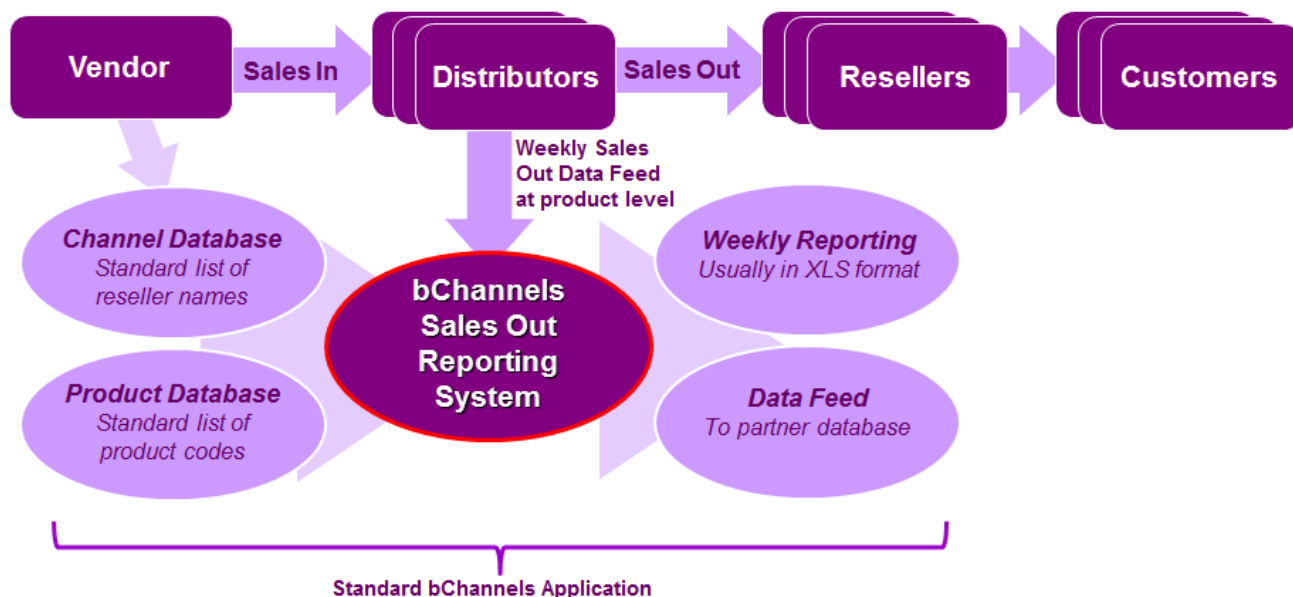 Vendor
Sales In
Distributors
Sales Out
Resellers
Customers
Weekly Sales
Out Data Feed
at product level
Channel Database
Standard list of
reseller names
Product Database
Standard list of
product codes
bChannels
Sales Out
Reporting
System
Weekly Reporting
Usually in XLS format
Data Feed
To partner database
Standard bChannels Application